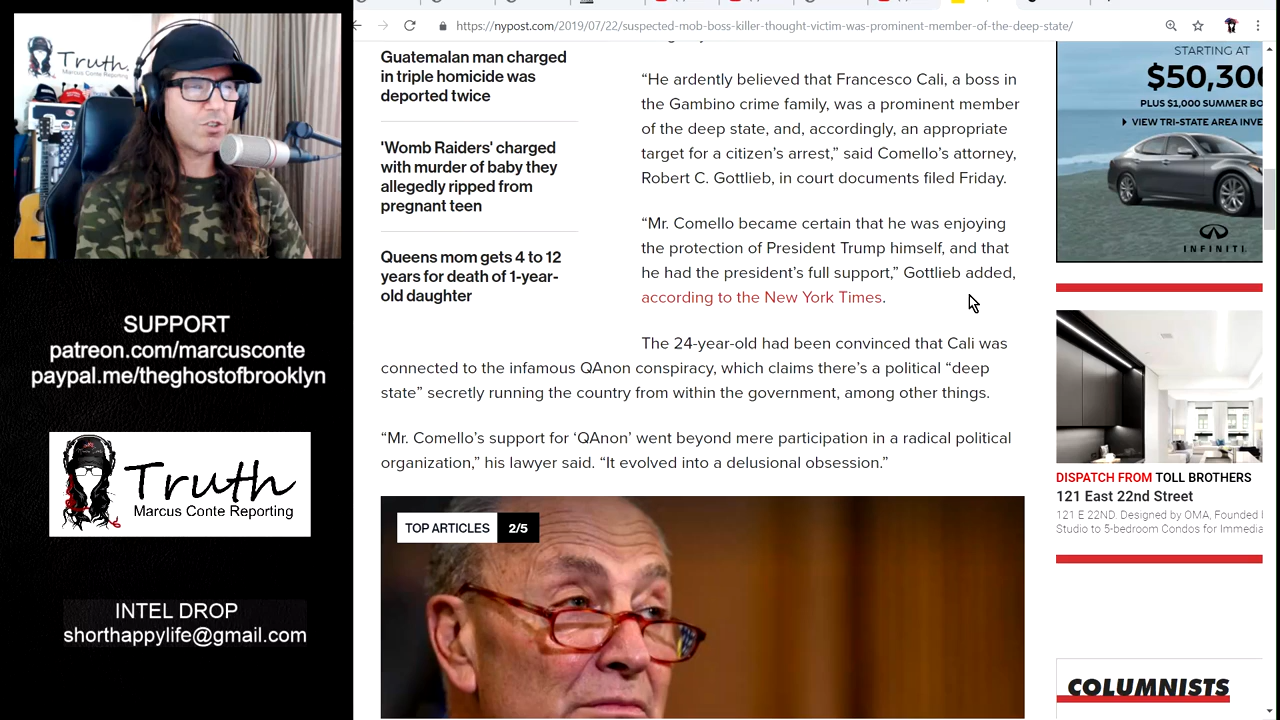 Truth.
Marcus Conte Reporting
SUPPORT
patreon.com/marcusconte
paypal.me/theghostofbrooklyn
Truth
Marcus Conte Reporting
INTEL DROP
shorthappylife@gmail.com
https://nypost.com/2019/07/22/suspected-mob-boss-killer-thought-victim-was-prominent-member-of-the-deep-state/
Guatemalan man charged
in triple homicide was
deported twice
'Womb Raiders' charged
with murder of baby they
allegedly ripped from
pregnant teen
Queens mom gets 4 to 12
years for death of 1-year-
old daughter
“He ardently believed that Francesco Cali, a boss in
the Gambino crime family, was a prominent member
of the deep state, and, accordingly, an appropriate
target for a citizen’s arrest,” said Comello’s attorney,
Robert C. Gottlieb, in court documents filed Friday.
“Mr. Comello became certain that he was enjoying
the protection of President Trump himself, and that
he had the president’s full support,” Gottlieb added,
according to the New York Times.
The 24-year-old had been convinced that Cali was
connected to the infamous QAnon conspiracy, which claims there’s a political “deep
state” secretly running the country from within the government, among other things.
“Mr. Comello’s support for ‘QAnon’ went beyond mere participation in a radical political
organization,” his lawyer said. “It evolved into a delusional obsession.”
TOP ARTICLES 2/5
STARTING AT
$50,30
PLUS $1,000 SUMMER BO
VIEW TRI-STATE AREA INVE
INFINITI.
DISPATCH FROM TOLL BROTHERS
121 East 22nd Street
121 E 22ND. Designed by OMA, Founded
Studio to 5-bedroom Condos for Immedia
COLUMNISTS